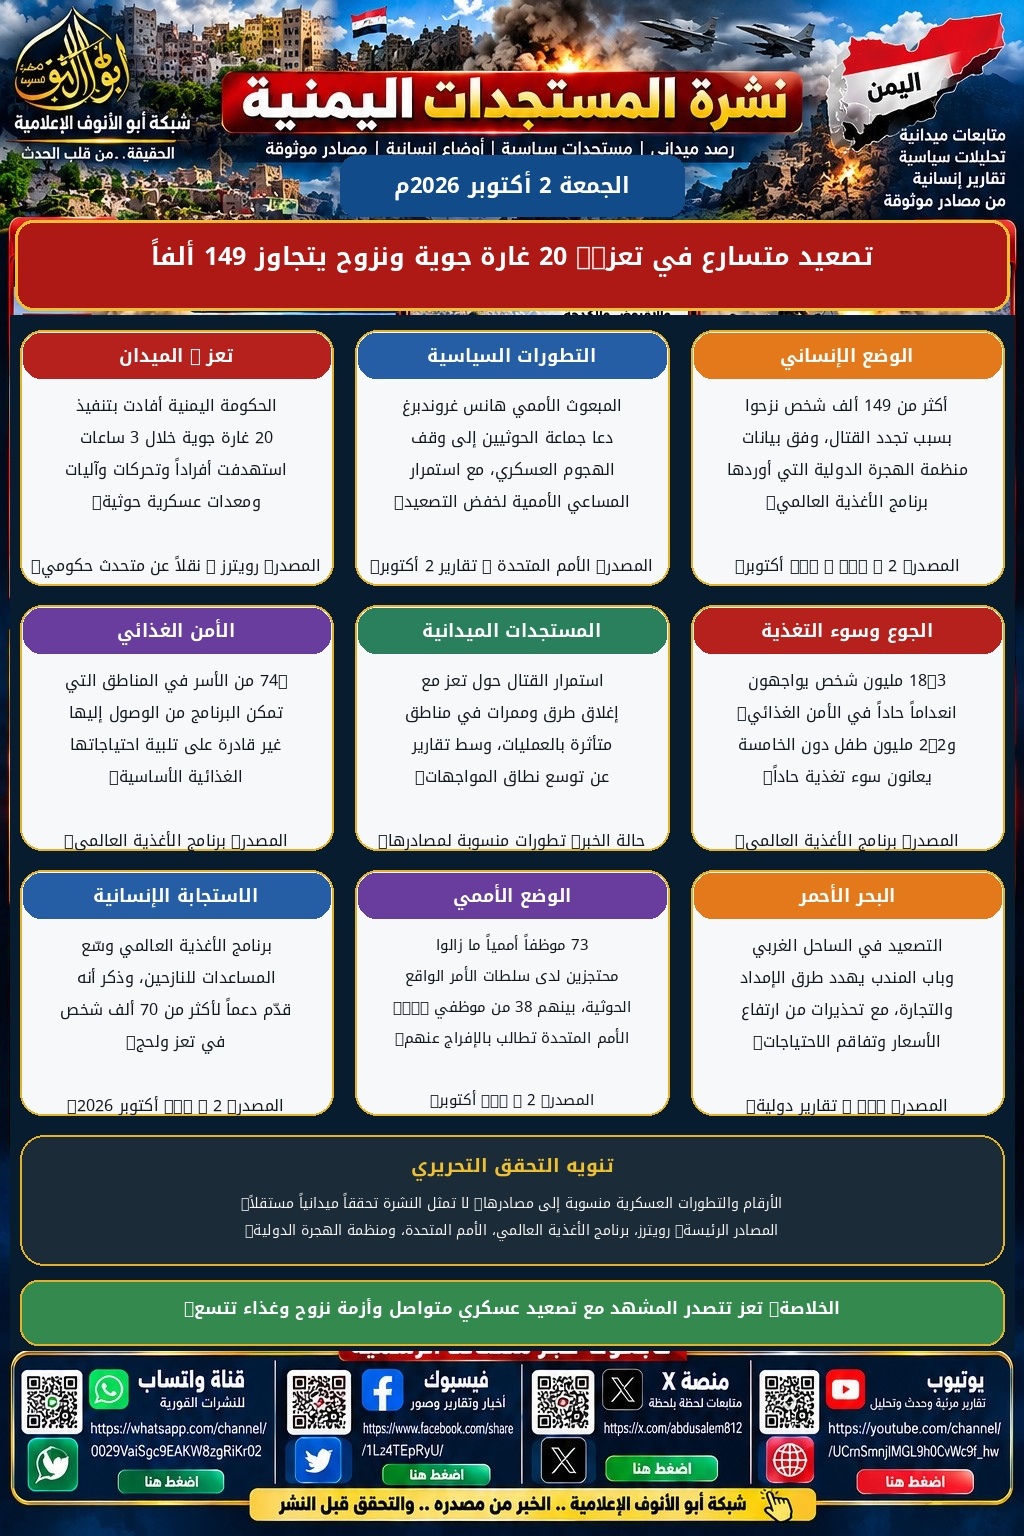 نشرة المستجدات اليمنية
رصد ميداني | مستجدات سياسية | أوضاع إنسانية | مصادر موثوقة
الجمعة 2 أكتوبر 2026م
شبكة أبو الأنوف الإعلامية
الحقيقة.. من قلب الحدث
اليمن
متابعات ميدانية
تحليلات سياسية
تقارير إنسانية
من مصادر موثوقة
تصعيد متسارع في تعز 20 غارة جوية ونزوح يتجاوز 149 ألفاً
الوضع الإنساني
أكثر من 149 ألف شخص نزحوا
بسبب تجدد القتال، وفق بيانات
منظمة الهجرة الدولية التي أوردها
برنامج الأغذية العالمي
المصدر 2 أكتوبر
التطورات السياسية
المبعوث الأممي هانس غروندبرغ
دعا جماعة الحوثيين إلى وقف
الهجوم العسكري، مع استمرار
المساعي الأممية لخفض التصعيد
المصدر الأمم المتحدة تقارير 2 أكتوبر
تعز الميدان
الحكومة اليمنية أفادت بتنفيذ
20 غارة جوية خلال 3 ساعات
استهدفت أفراداً وتحركات وآليات
ومعدات عسكرية حوثية
المصدر رويترز نقلاً عن متحدث حكومي
الجوع وسوء التغذية
18 3 مليون شخص يواجهون
انعداماً حاداً في الأمن الغذائي
و2 2 مليون طفل دون الخامسة
يعانون سوء تغذية حاداً
المصدر برنامج الأغذية العالمي
المستجدات الميدانية
استمرار القتال حول تعز مع
إغلاق طرق وممرات في مناطق
متأثرة بالعمليات، وسط تقارير
عن توسع نطاق المواجهات
حالة الخبر تطورات منسوبة لمصادرها
الأمن الغذائي
74 من الأسر في المناطق التي
تمكن البرنامج من الوصول إليها
غير قادرة على تلبية احتياجاتها
الغذائية الأساسية
المصدر برنامج الأغذية العالمي
البحر الأحمر
التصعيد في الساحل الغربي
وباب المندب يهدد طرق الإمداد
والتجارة، مع تحذيرات من ارتفاع
الأسعار وتفاقم الاحتياجات
المصدر تقارير دولية
الوضع الأممي
73 موظفاً أممياً ما زالوا
محتجزين لدى سلطات الأمر الواقع
الحوثية، بينهم 38 من موظفي
الأمم المتحدة تطالب بالإفراج عنهم
المصدر 2 أكتوبر
الاستجابة الإنسانية
برنامج الأغذية العالمي وسّع
المساعدات للنازحين، وذكر أنه
قدّم دعماً لأكثر من 70 ألف شخص
في تعز ولحج
المصدر 2 أكتوبر 2026
تنويه التحقق التحريري
الأرقام والتطورات العسكرية منسوبة إلى مصادرها لا تمثل النشرة تحققاً ميدانياً مستقلاً
المصادر الرئيسة رويترز، برنامج الأغذية العالمي، الأمم المتحدة، ومنظمة الهجرة الدولية
الخلاصة تعز تتصدر المشهد مع تصعيد عسكري متواصل وأزمة نزوح وغذاء تتسع
يوتيوب
تقارير مرئية وحدث وتحليل
https://youtube.com/channel/
/UCrnSmnjlMGL9h0CvWc9f_hw
اضغط هنا
منصة X
متابعات لحظة بلحظة
https://x.com/abdusalem812
اضغط هنا
فيسبوك
أخبار وتقارير وصور
https://www.facebook.com/share
/1Lz4TEpRyU/
اضغط هنا
قناة واتساب
للنشرات الفورية
https://whatsapp.com/channel/
0029VaiSgc9EAKW8zgRiKr02
اضغط هنا
شبكة أبو الأنوف الإعلامية .. الخبر من مصدره .. والتحقق قبل النشر